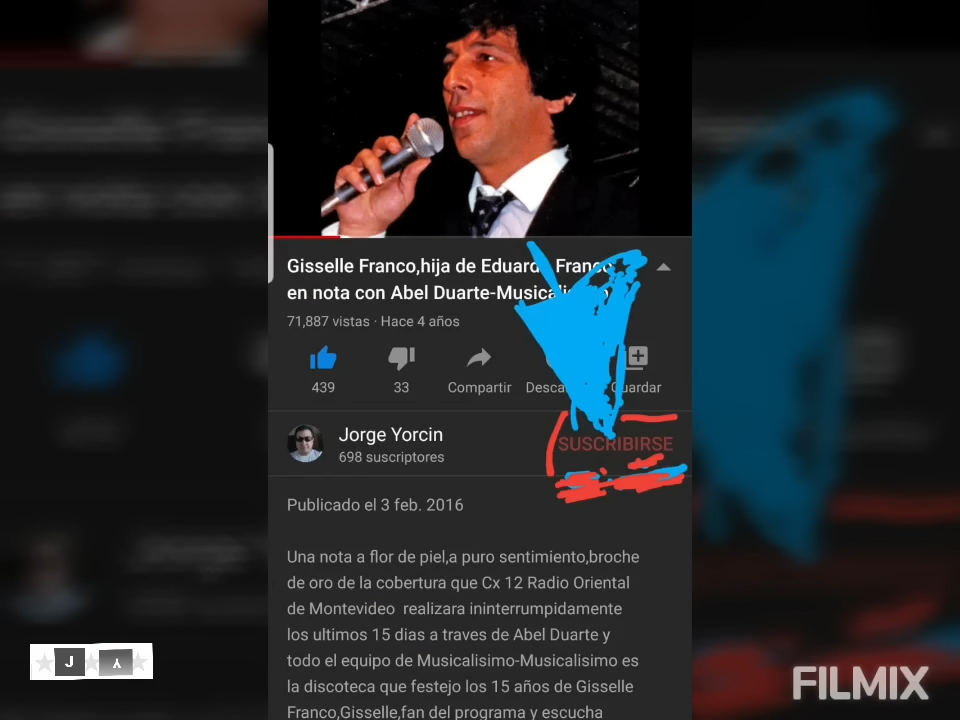 Gisselle Franco,hija de Eduardo Franco
en nota con Abel Duarte-Musicalisimo
71,887 vistas · Hace 4 años
439
33
Compartir
Desca
Guardar
Jorge Yorcin
SUSCRIBIRSE
698 suscriptores
Publicado el 3 feb. 2016
Una nota a flor de piel,a puro sentimiento,broche
de oro de la cobertura que Cx 12 Radio Oriental
de Montevideo realizara ininterrumpidamente
los ultimos 15 dias a traves de Abel Duarte y
todo el equipo de Musicalisimo-Musicalisimo es
la discoteca que festejo los 15 años de Gisselle
Franco,Gisselle,fan del programa y escucha
J
FILMIX